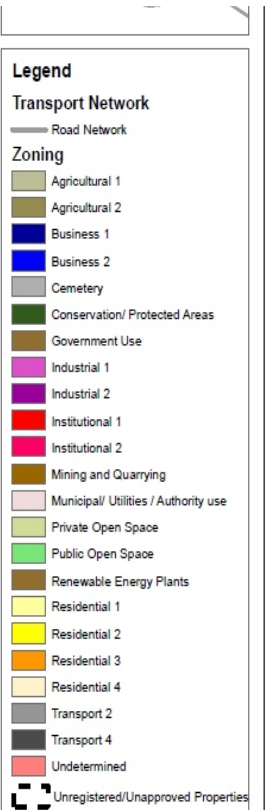 Legend
Transport Network
Road Network
Zoning
Agricultural 1
Agricultural 2
Business 1
Business 2
Cemetery
Conservation/ Protected Areas
Government Use
Industrial 1
Industrial 2
Institutional 1
Institutional 2
Mining and Quarrying
Municipal/ Utilities / Authority use
Private Open Space
Public Open Space
Renewable Energy Plants
Residential 1
Residential 2
Residential 3
Residential 4
Transport 2
Transport 4
Undetermined
Unregistered/Unapproved Properties